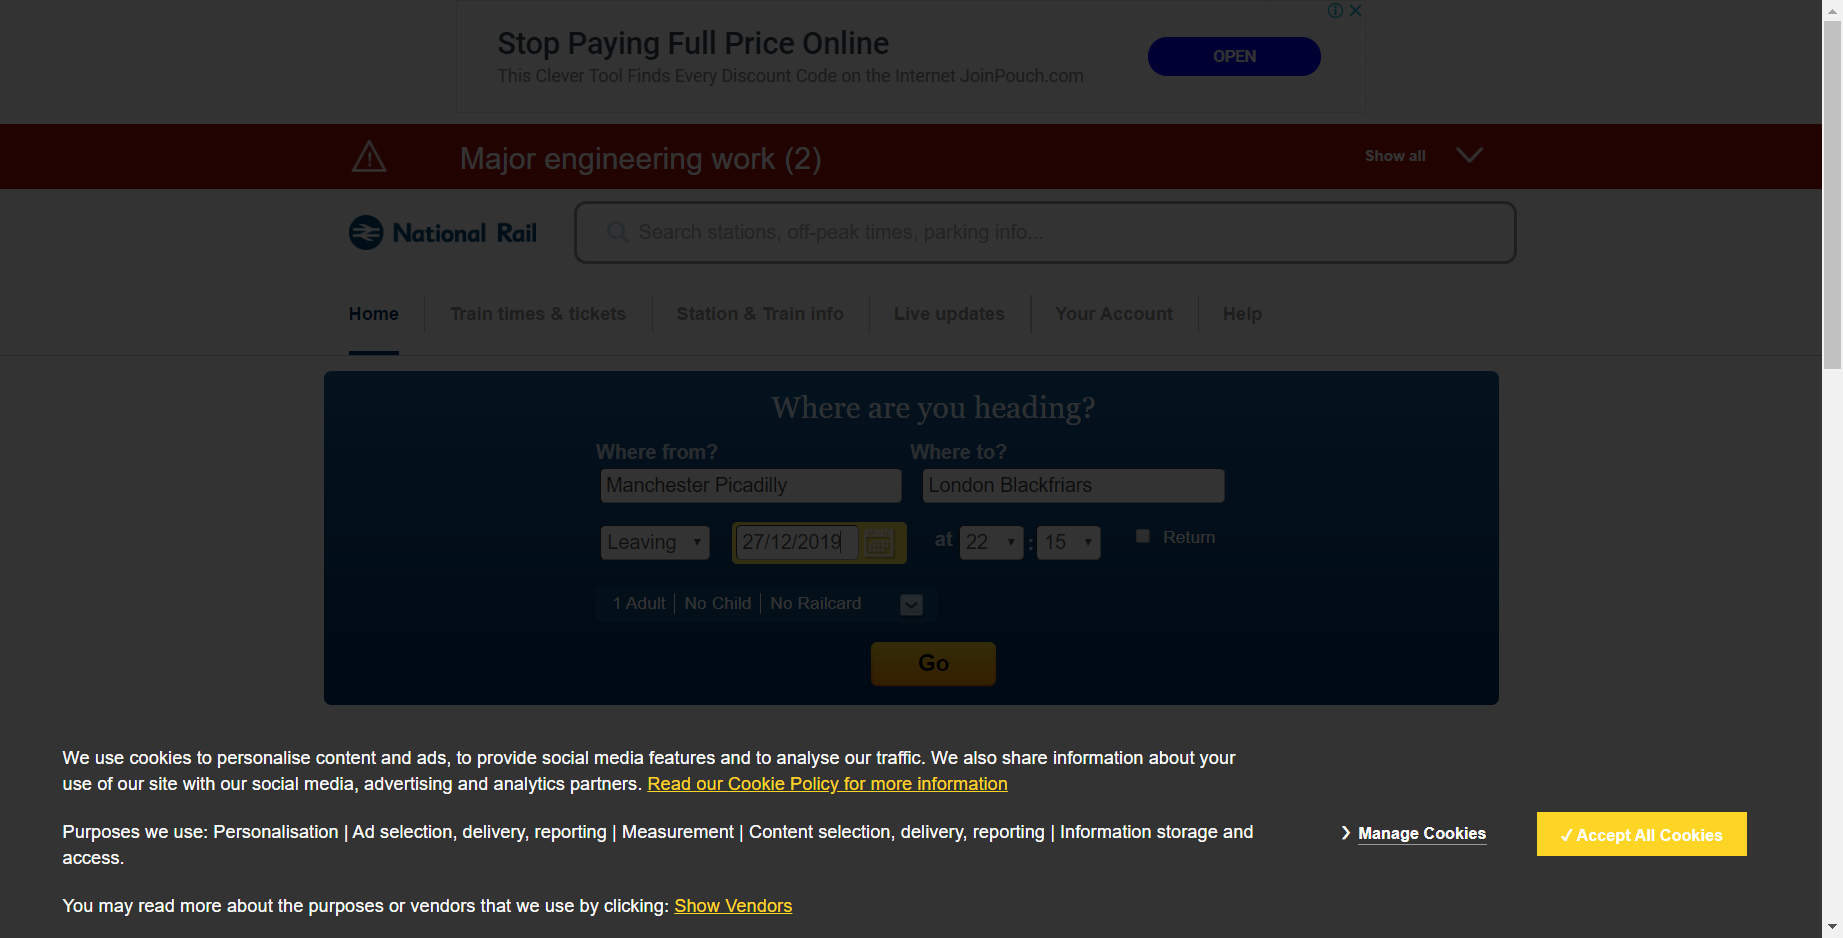 Stop Paying Full Price Online
This Clever Tool Finds Every Discount Code on the Internet JoinPouch.com
OPEN
Major engineering work (2)
Show all
National Rail
Search stations, off-peak times, parking info...
Home
Train times & tickets
Station & Train info
Live updates
Your Account
Help
Where are you heading?
Where from?
Where to?
Manchester Picadilly
London Blackfriars
Leaving
27/12/2019
at 22 : 15
Return
1 Adult | No Child | No Railcard
Go
We use cookies to personalise content and ads, to provide social media features and to analyse our traffic. We also share information about your
use of our site with our social media, advertising and analytics partners. Read our Cookie Policy for more information
Purposes we use: Personalisation | Ad selection, delivery, reporting | Measurement | Content selection, delivery, reporting | Information storage and
access.
Manage Cookies
✓ Accept All Cookies
You may read more about the purposes or vendors that we use by clicking: Show Vendors